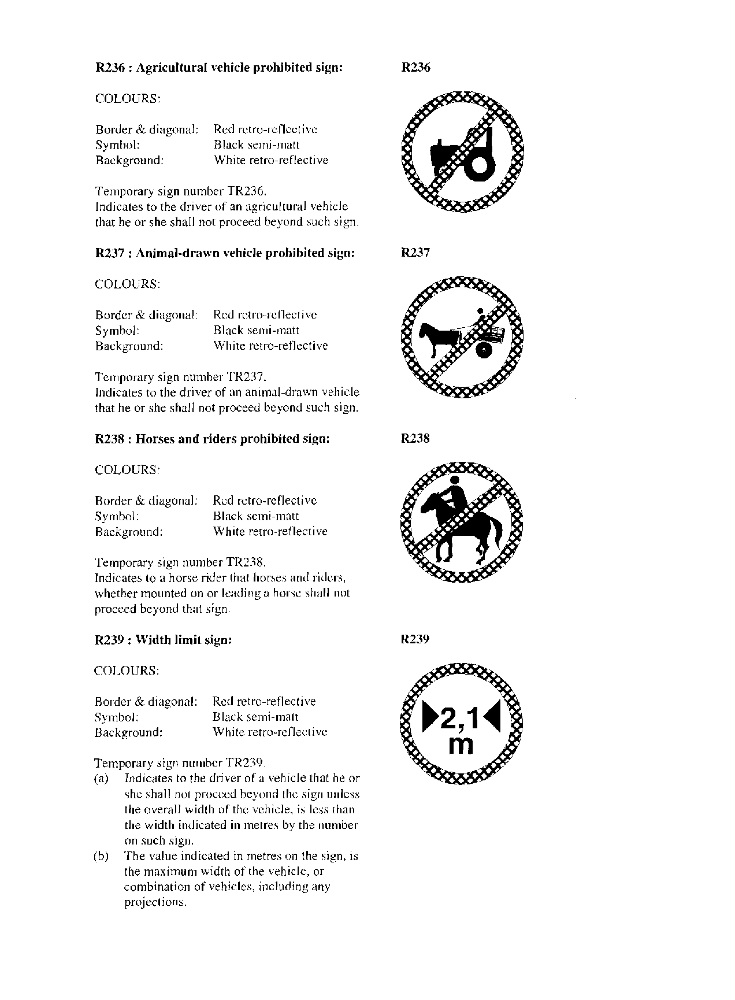 R236 : Agricultural vehicle prohibited sign: R236
COLOURS:
Border & diagonal: Red retro-reflective
Symbol: Black semi-matt
Background: White retro-reflective
Temporary sign number TR236.
Indicates to the driver of an agricultural vehicle
that he or she shall not proceed beyond such sign.
R237 : Animal-drawn vehicle prohibited sign: R237
COLOURS:
Border & diagonal: Red retro-reflective
Symbol: Black semi-matt
Background: White retro-reflective
Temporary sign number TR237.
Indicates to the driver of an animal-drawn vehicle
that he or she shall not proceed beyond such sign.
R238 : Horses and riders prohibited sign: R238
COLOURS:
Border & diagonal: Red retro-reflective
Symbol: Black semi-matt
Background: White retro-reflective
Temporary sign number TR238.
Indicates to a horse rider that horses and riders,
whether mounted on or leading a horse shall not
proceed beyond that sign.
R239 : Width limit sign: R239
COLOURS:
Border & diagonal: Red retro-reflective
Symbol: Black semi-matt
Background: White retro-reflective
2,1
m
Temporary sign number TR239.
(a) Indicates to the driver of a vehicle that he or
she shall not proceed beyond the sign unless
the overall width of the vehicle, is less than
the width indicated in metres by the number
on such sign.
(b) The value indicated in metres on the sign, is
the maximum width of the vehicle, or
combination of vehicles, including any
projections.